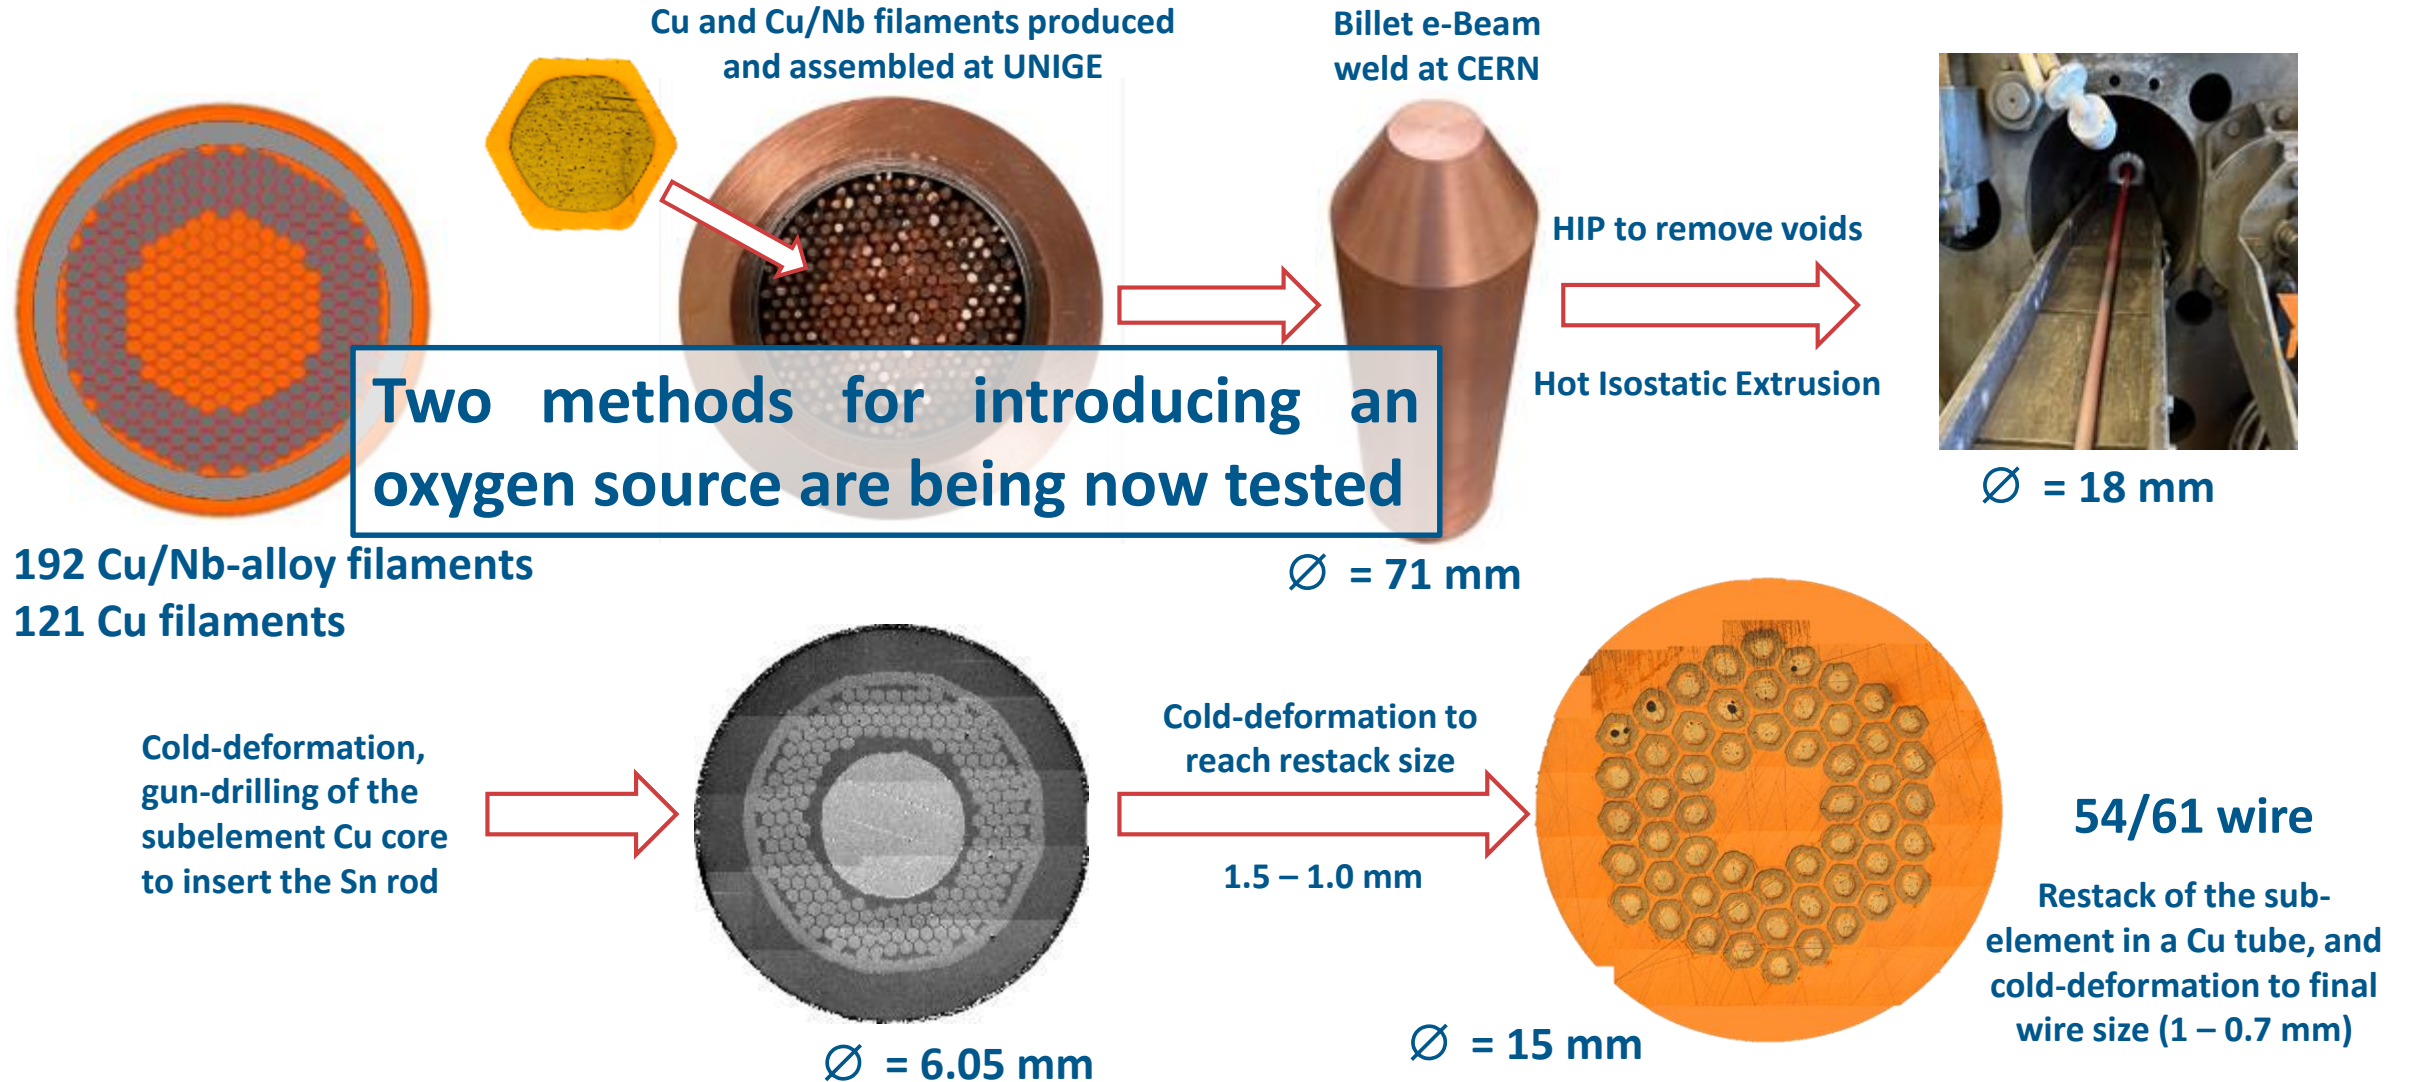 Cu and Cu/Nb filaments produced
and assembled at UNIGE
Billet e-Beam
weld at CERN
HIP to remove voids
Hot Isostatic Extrusion
Two methods for introducing an
oxygen source are being now tested
∅ = 18 mm
∅ = 71 mm
192 Cu/Nb-alloy filaments
121 Cu filaments
Cold-deformation,
gun-drilling of the
subelement Cu core
to insert the Sn rod
∅ = 6.05 mm
Cold-deformation to
reach restack size
1.5 – 1.0 mm
∅ = 15 mm
54/61 wire
Restack of the sub-
element in a Cu tube, and
cold-deformation to final
wire size (1 – 0.7 mm)